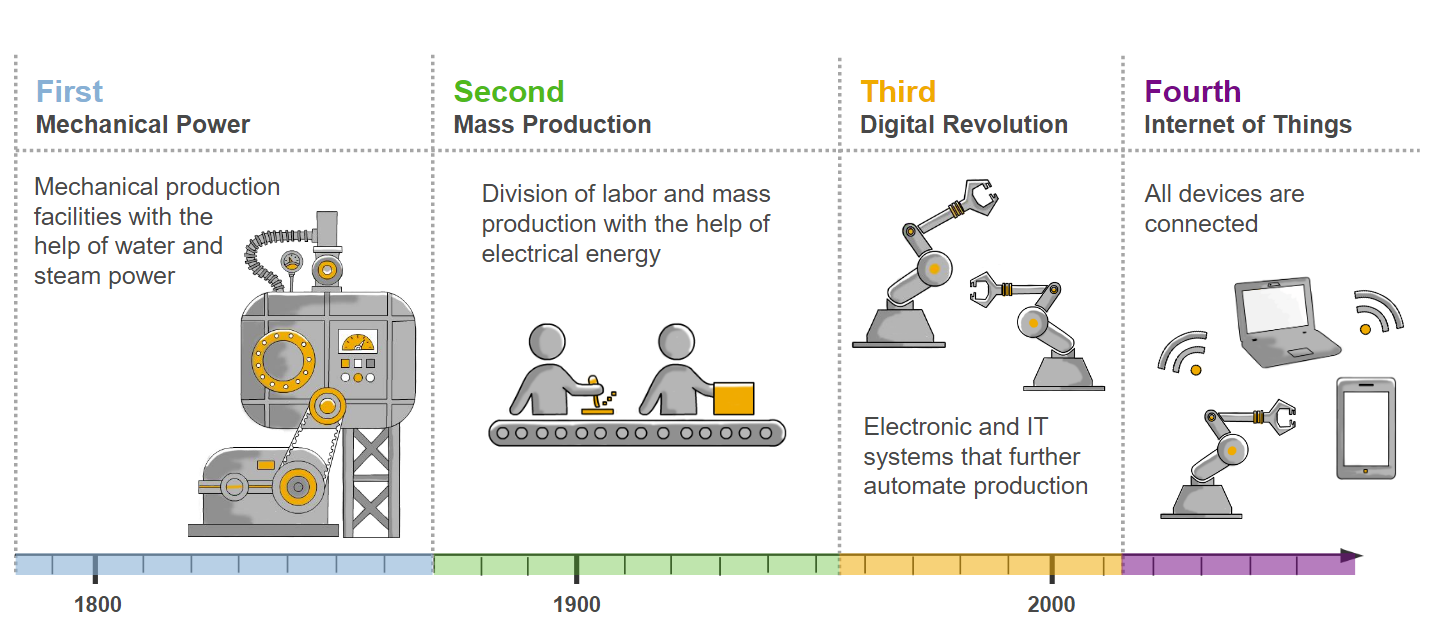 First
Mechanical Power
Mechanical production
facilities with the
help of water and
steam power
Second
Mass Production
Division of labor and mass
production with the help of
electrical energy
Third
Digital Revolution
Electronic and IT
systems that further
automate production
Fourth
Internet of Things
All devices are
connected
1800
1900
2000